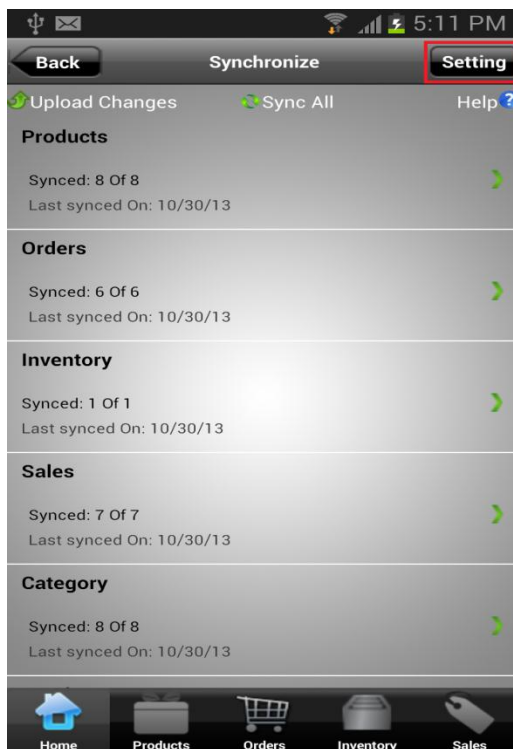 5:11 PM
Back Synchronize Setting
Upload Changes Sync All Help?
Products
Synced: 8 Of 8
Last synced On: 10/30/13
Orders
Synced: 6 Of 6
Last synced On: 10/30/13
Inventory
Synced: 1 Of 1
Last synced On: 10/30/13
Sales
Synced: 7 Of 7
Last synced On: 10/30/13
Category
Synced: 8 Of 8
Last synced On: 10/30/13
Home Products Orders Inventory Sales